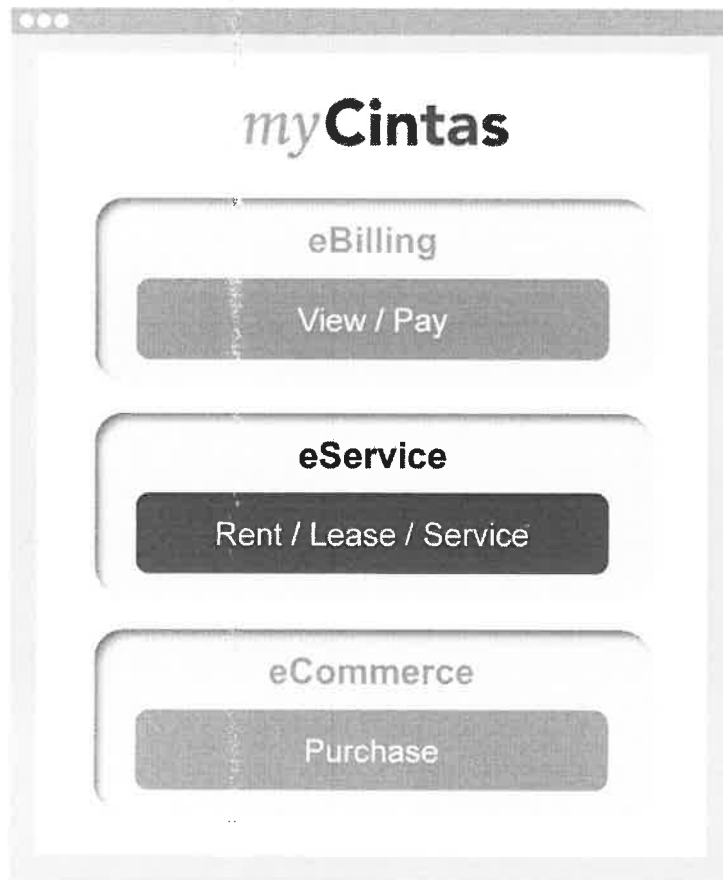 myCintas
eBilling
View / Pay
eService
Rent / Lease / Service
eCommerce
Purchase